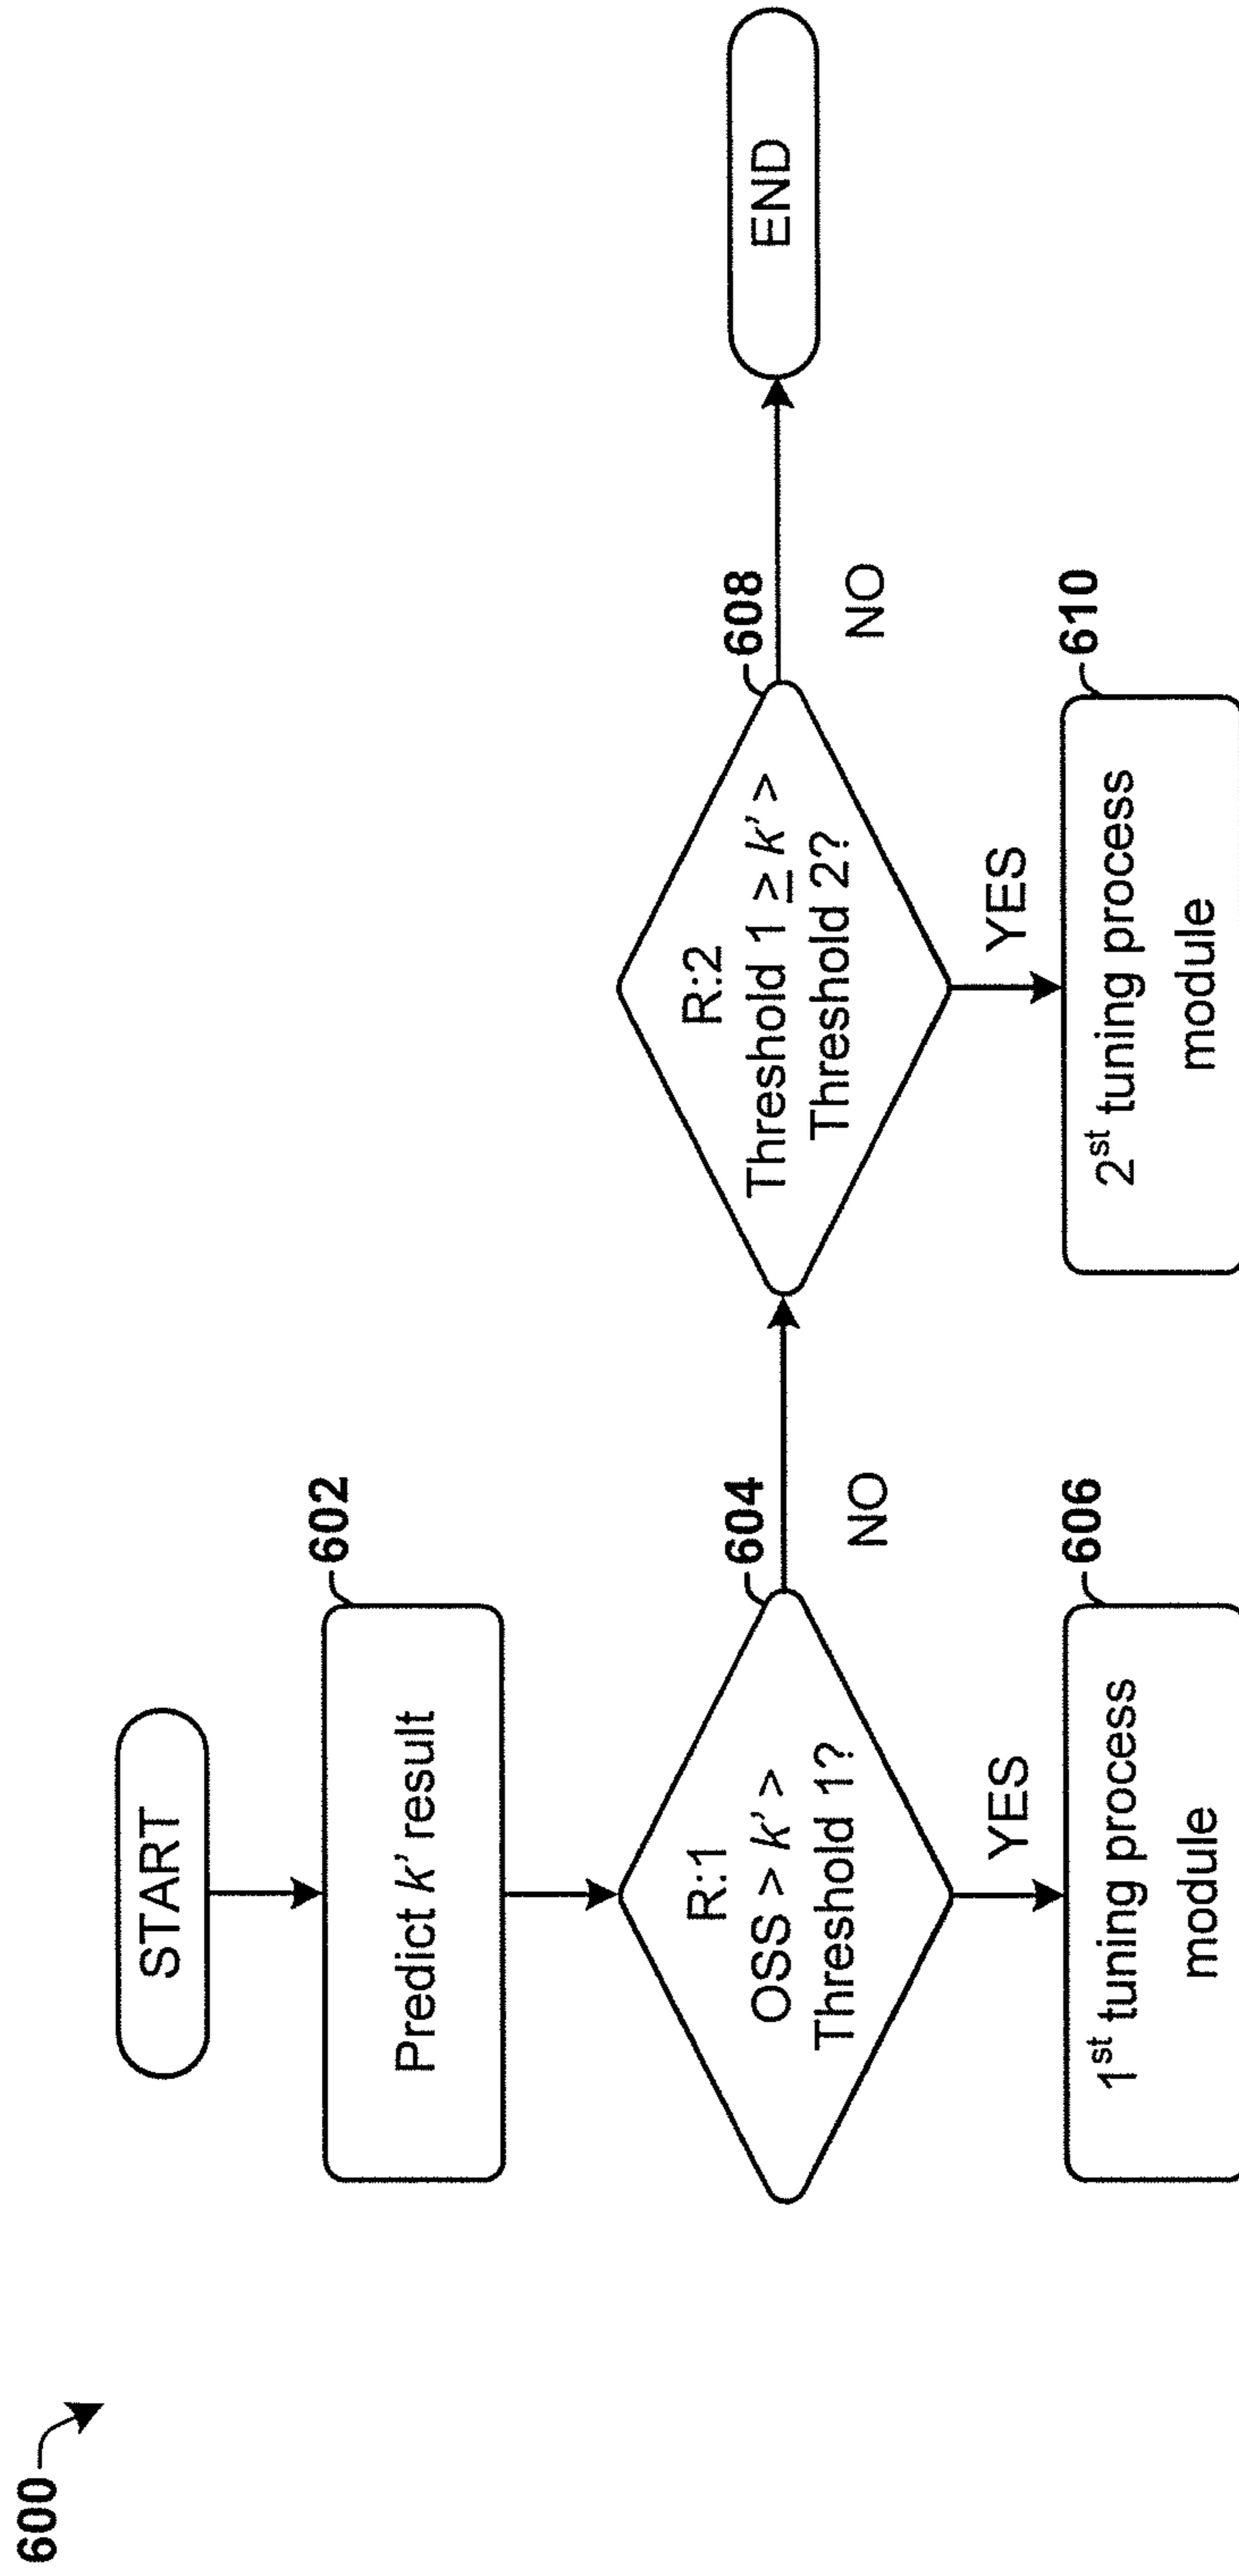 600
START
602
Predict k' result
604
R:1
OSS > k' >
Threshold 1?
NO
608
R:2
Threshold 1 ≥ k' >
Threshold 2?
NO
END
YES
606
1st tuning process
module
YES
610
2st tuning process
module